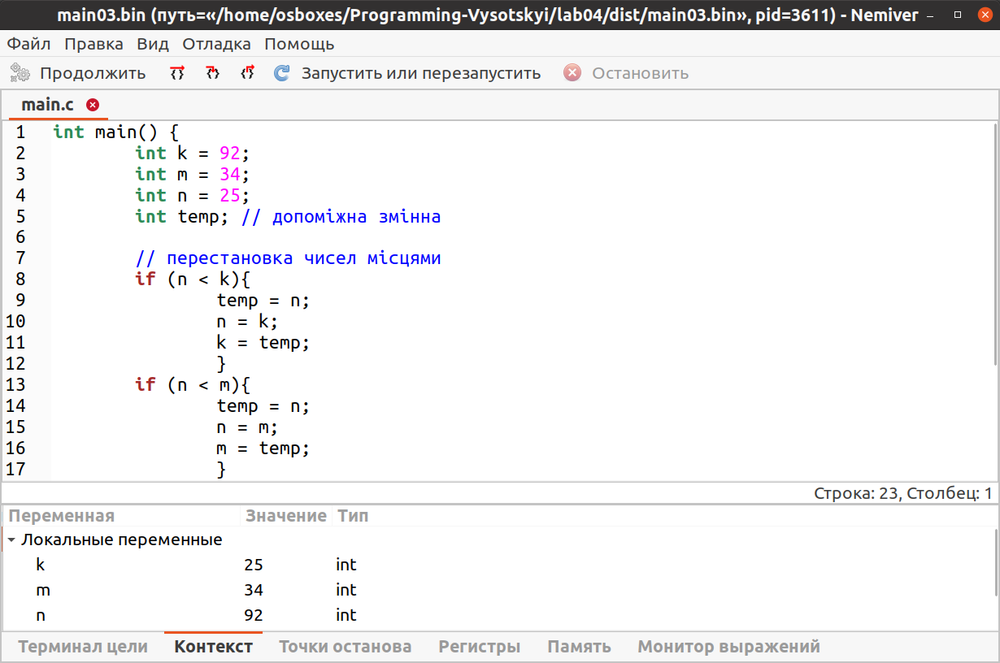 main03.bin (путь=«/home/osboxes/Programming-Vysotskyi/lab04/dist/main03.bin», pid=3611) - Nemiver
Файл Правка Вид Отладка Помощь
Продолжить Запустить или перезапустить Остановить
main.c
1 int main() {
2 int k = 92;
3 int m = 34;
4 int n = 25;
5 int temp; // допоміжна змінна
6
7 // перестановка чисел місцями
8 if (n < k){
9 temp = n;
10 n = k;
11 k = temp;
12 }
13 if (n < m){
14 temp = n;
15 n = m;
16 m = temp;
17 }
Строка: 23, Столбец: 1
Переменная Значение Тип
Локальные переменные
k 25 int
m 34 int
n 92 int
Терминал цели Контекст Точки останова Регистры Память Монитор выражений